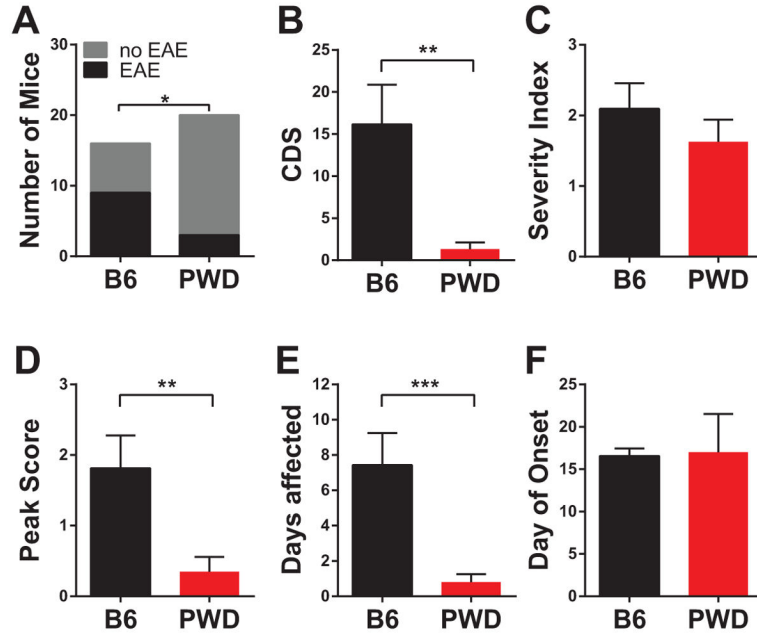 A
Number of Mice
30
20
10
0
no EAE
EAE
*
B6
PWD
B
CDS
25
20
15
10
5
0
**
B6
PWD
C
Severity Index
3
2
1
0
B6
PWD
D
Peak Score
3
2
1
0
**
B6
PWD
E
Days affected
12
10
8
6
4
2
0
***
B6
PWD
F
Day of Onset
25
20
15
10
5
0
B6
PWD